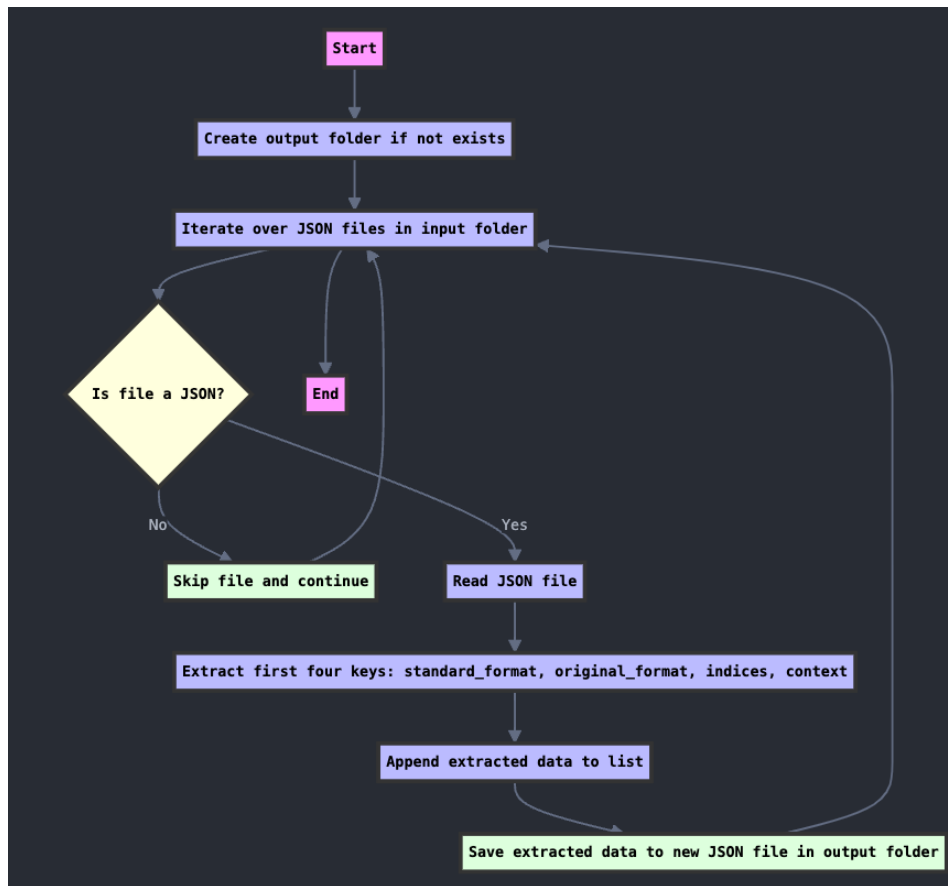 Start
Create output folder if not exists
Iterate over JSON files in input folder
Is file a JSON?
End
No
Yes
Skip file and continue
Read JSON file
Extract first four keys: standard_format, original_format, indices, context
Append extracted data to list
Save extracted data to new JSON file in output folder